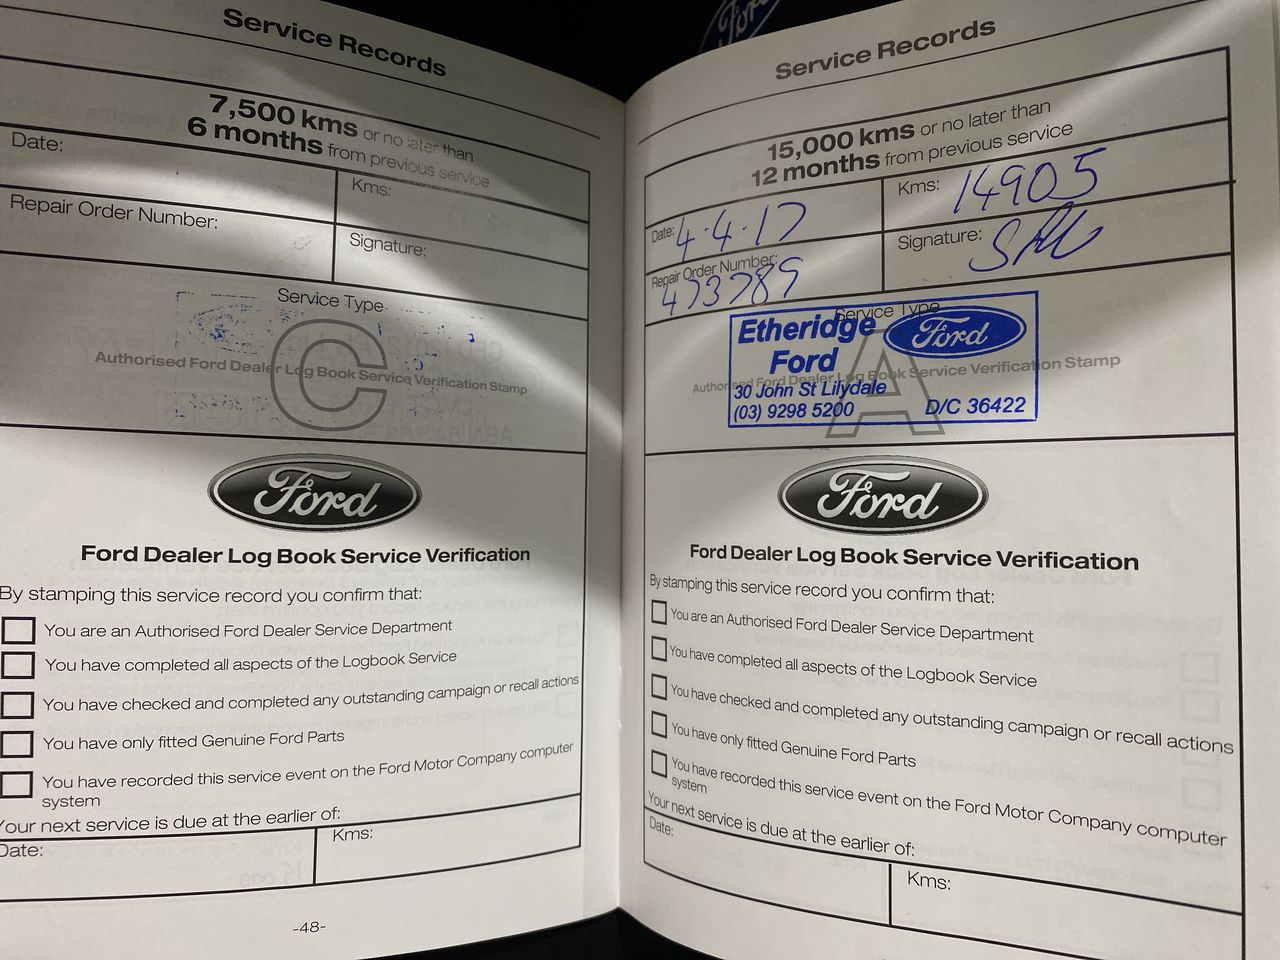 Service Records
7,500 kms or no later than
6 months from previous service
Date:
Kms:
Repair Order Number:
Signature:
Service Type
C
Authorised Ford Dealer Log Book Service Verification Stamp
Ford
Ford Dealer Log Book Service Verification
By stamping this service record you confirm that:
You are an Authorised Ford Dealer Service Department
You have completed all aspects of the Logbook Service
You have checked and completed any outstanding campaign or recall actions
You have only fitted Genuine Ford Parts
You have recorded this service event on the Ford Motor Company computer
system
Your next service is due at the earlier of:
Date:
Kms:
-48-
Ford
Service Records
15,000 kms or no later than
12 months from previous service
Date: 4.4.17
Kms: 14905
Repair Order Number:
473789
Signature:
Service Type
A
Authorised Ford Dealer Log Book Service Verification Stamp
Etheridge
Ford
Ford
30 John St Lilydale
(03) 9298 5200 D/C 36422
Ford
Ford Dealer Log Book Service Verification
By stamping this service record you confirm that:
You are an Authorised Ford Dealer Service Department
You have completed all aspects of the Logbook Service
You have checked and completed any outstanding campaign or recall actions
You have only fitted Genuine Ford Parts
You have recorded this service event on the Ford Motor Company computer
system
Your next service is due at the earlier of:
Date:
Kms: